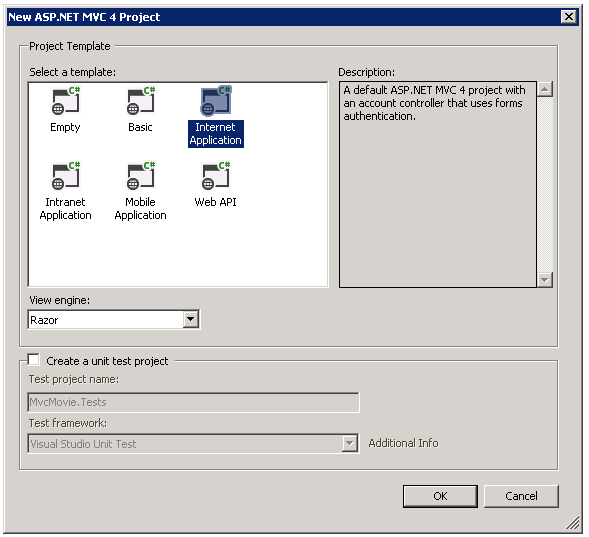 New ASP.NET MVC 4 Project
Project Template
Select a template:
Description:
C#
C#
C#
Empty
Basic
Internet
Application
C#
C#
C#
Intranet
Application
Mobile
Application
Web API
A default ASP.NET MVC 4 project with
an account controller that uses forms
authentication.
View engine:
Razor
Create a unit test project
Test project name:
MvcMovie.Tests
Test framework:
Visual Studio Unit Test
Additional Info
OK
Cancel